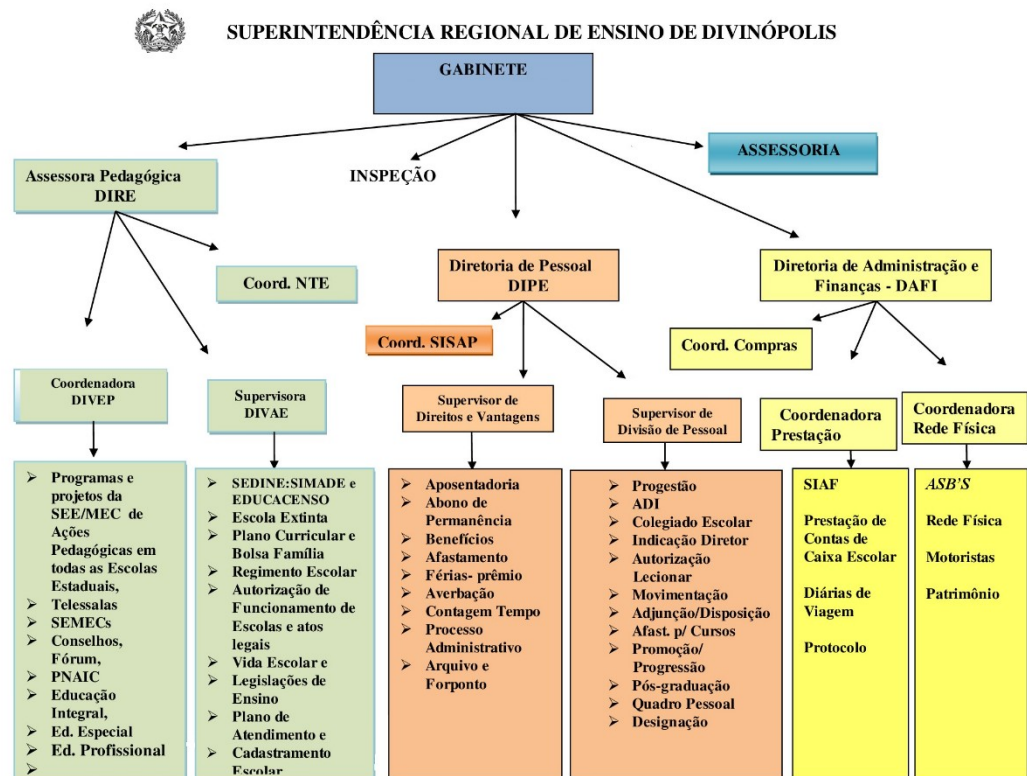 SUPERINTENDÊNCIA REGIONAL DE ENSINO DE DIVINÓPOLIS
GABINETE
ASSESSORIA
INSPEÇÃO
Assessora Pedagógica
DIRE
Coord. NTE
Diretoria de Pessoal
DIPE
Diretoria de Administração e
Finanças - DAFI
Coord. SISAP
Coord. Compras
Coordenadora
DIVEP
Supervisora
DIVAE
Supervisor de
Direitos e Vantagens
Supervisor de
Divisão de Pessoal
Coordenadora
Prestação
Coordenadora
Rede Física
Programas e
projetos da
SEE/MEC de
Ações
Pedagógicas em
todas as Escolas
Estaduais,
Telessalas
SEMECs
Conselhos,
Fórum,
PNAIC
Educação
Integral,
Ed. Especial
Ed. Profissional
SEDINE:SIMADE e
EDUCACENSO
Escola Extinta
Plano Curricular e
Bolsa Família
Regimento Escolar
Autorização de
Funcionamento de
Escolas e atos
legais
Vida Escolar e
Legislações de
Ensino
Plano de
Atendimento e
Cadastramento
Escolar
Aposentadoria
Abono de
Permanência
Benefícios
Afastamento
Férias- prêmio
Averbação
Contagem Tempo
Processo
Administrativo
Arquivo e
Forponto
Progestão
ADI
Colegiado Escolar
Indicação Diretor
Autorização
Lecionar
Movimentação
Adjunção/Disposição
Afast. p/ Cursos
Promoção/
Progressão
Pós-graduação
Quadro Pessoal
Designação
SIAF
Prestação de
Contas de
Caixa Escolar
Diárias de
Viagem
Protocolo
ASB'S
Rede Física
Motoristas
Patrimônio